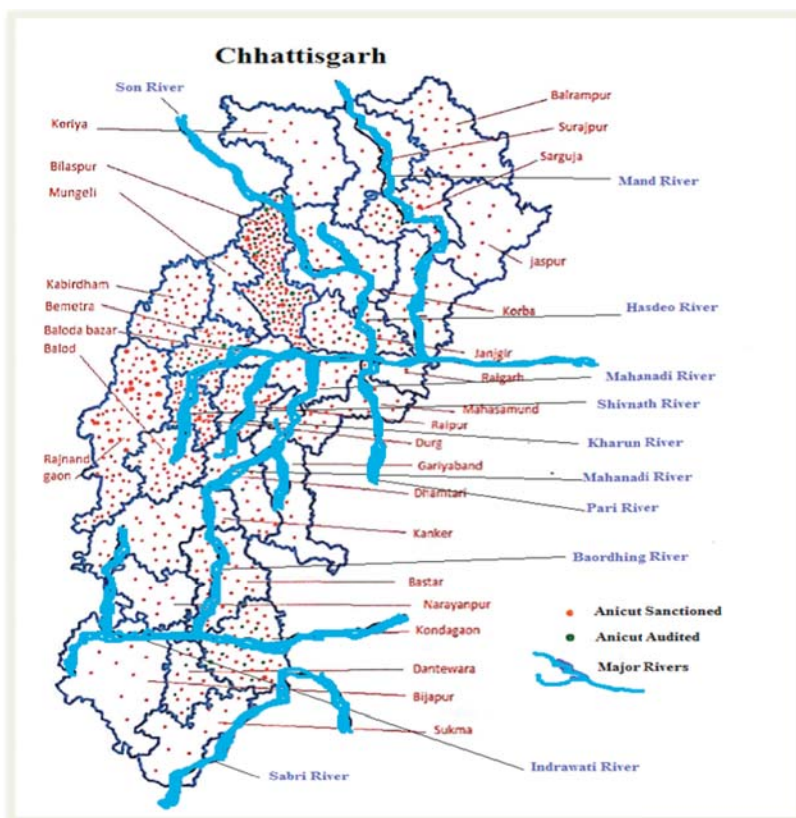 Chhattisgarh
Son River
Koriya
Bilaspur
Mungeli
Kabirdham
Bemetra
Baloda bazar
Balod
Rajnand
gaon
Balrampur
Surajpur
Sarguja
Mand River
jaspur
Korba
Hasdeo River
Janjgir
Raigarh
Mahanadi River
Mahasamund
Shivnath River
Raipur
Durg
Kharun River
Gariyaband
Mahanadi River
Dhamtari
Pari River
Kanker
Baordhing River
Bastar
Narayanpur
Kondagaon
Dantewara
Bijapur
Sukma
Indrawati River
Sabri River
Anicut Sanctioned
Anicut Audited
Major Rivers